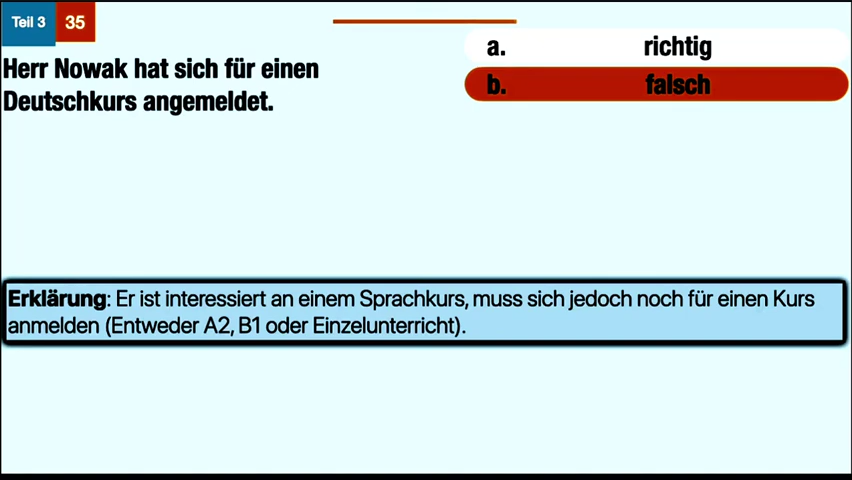 Teil 3 35
Herr Nowak hat sich für einen
Deutschkurs angemeldet.
a. richtig
b. falsch
Erklärung: Er ist interessiert an einem Sprachkurs, muss sich jedoch noch für einen Kurs
anmelden (Entweder A2, B1 oder Einzelunterricht).